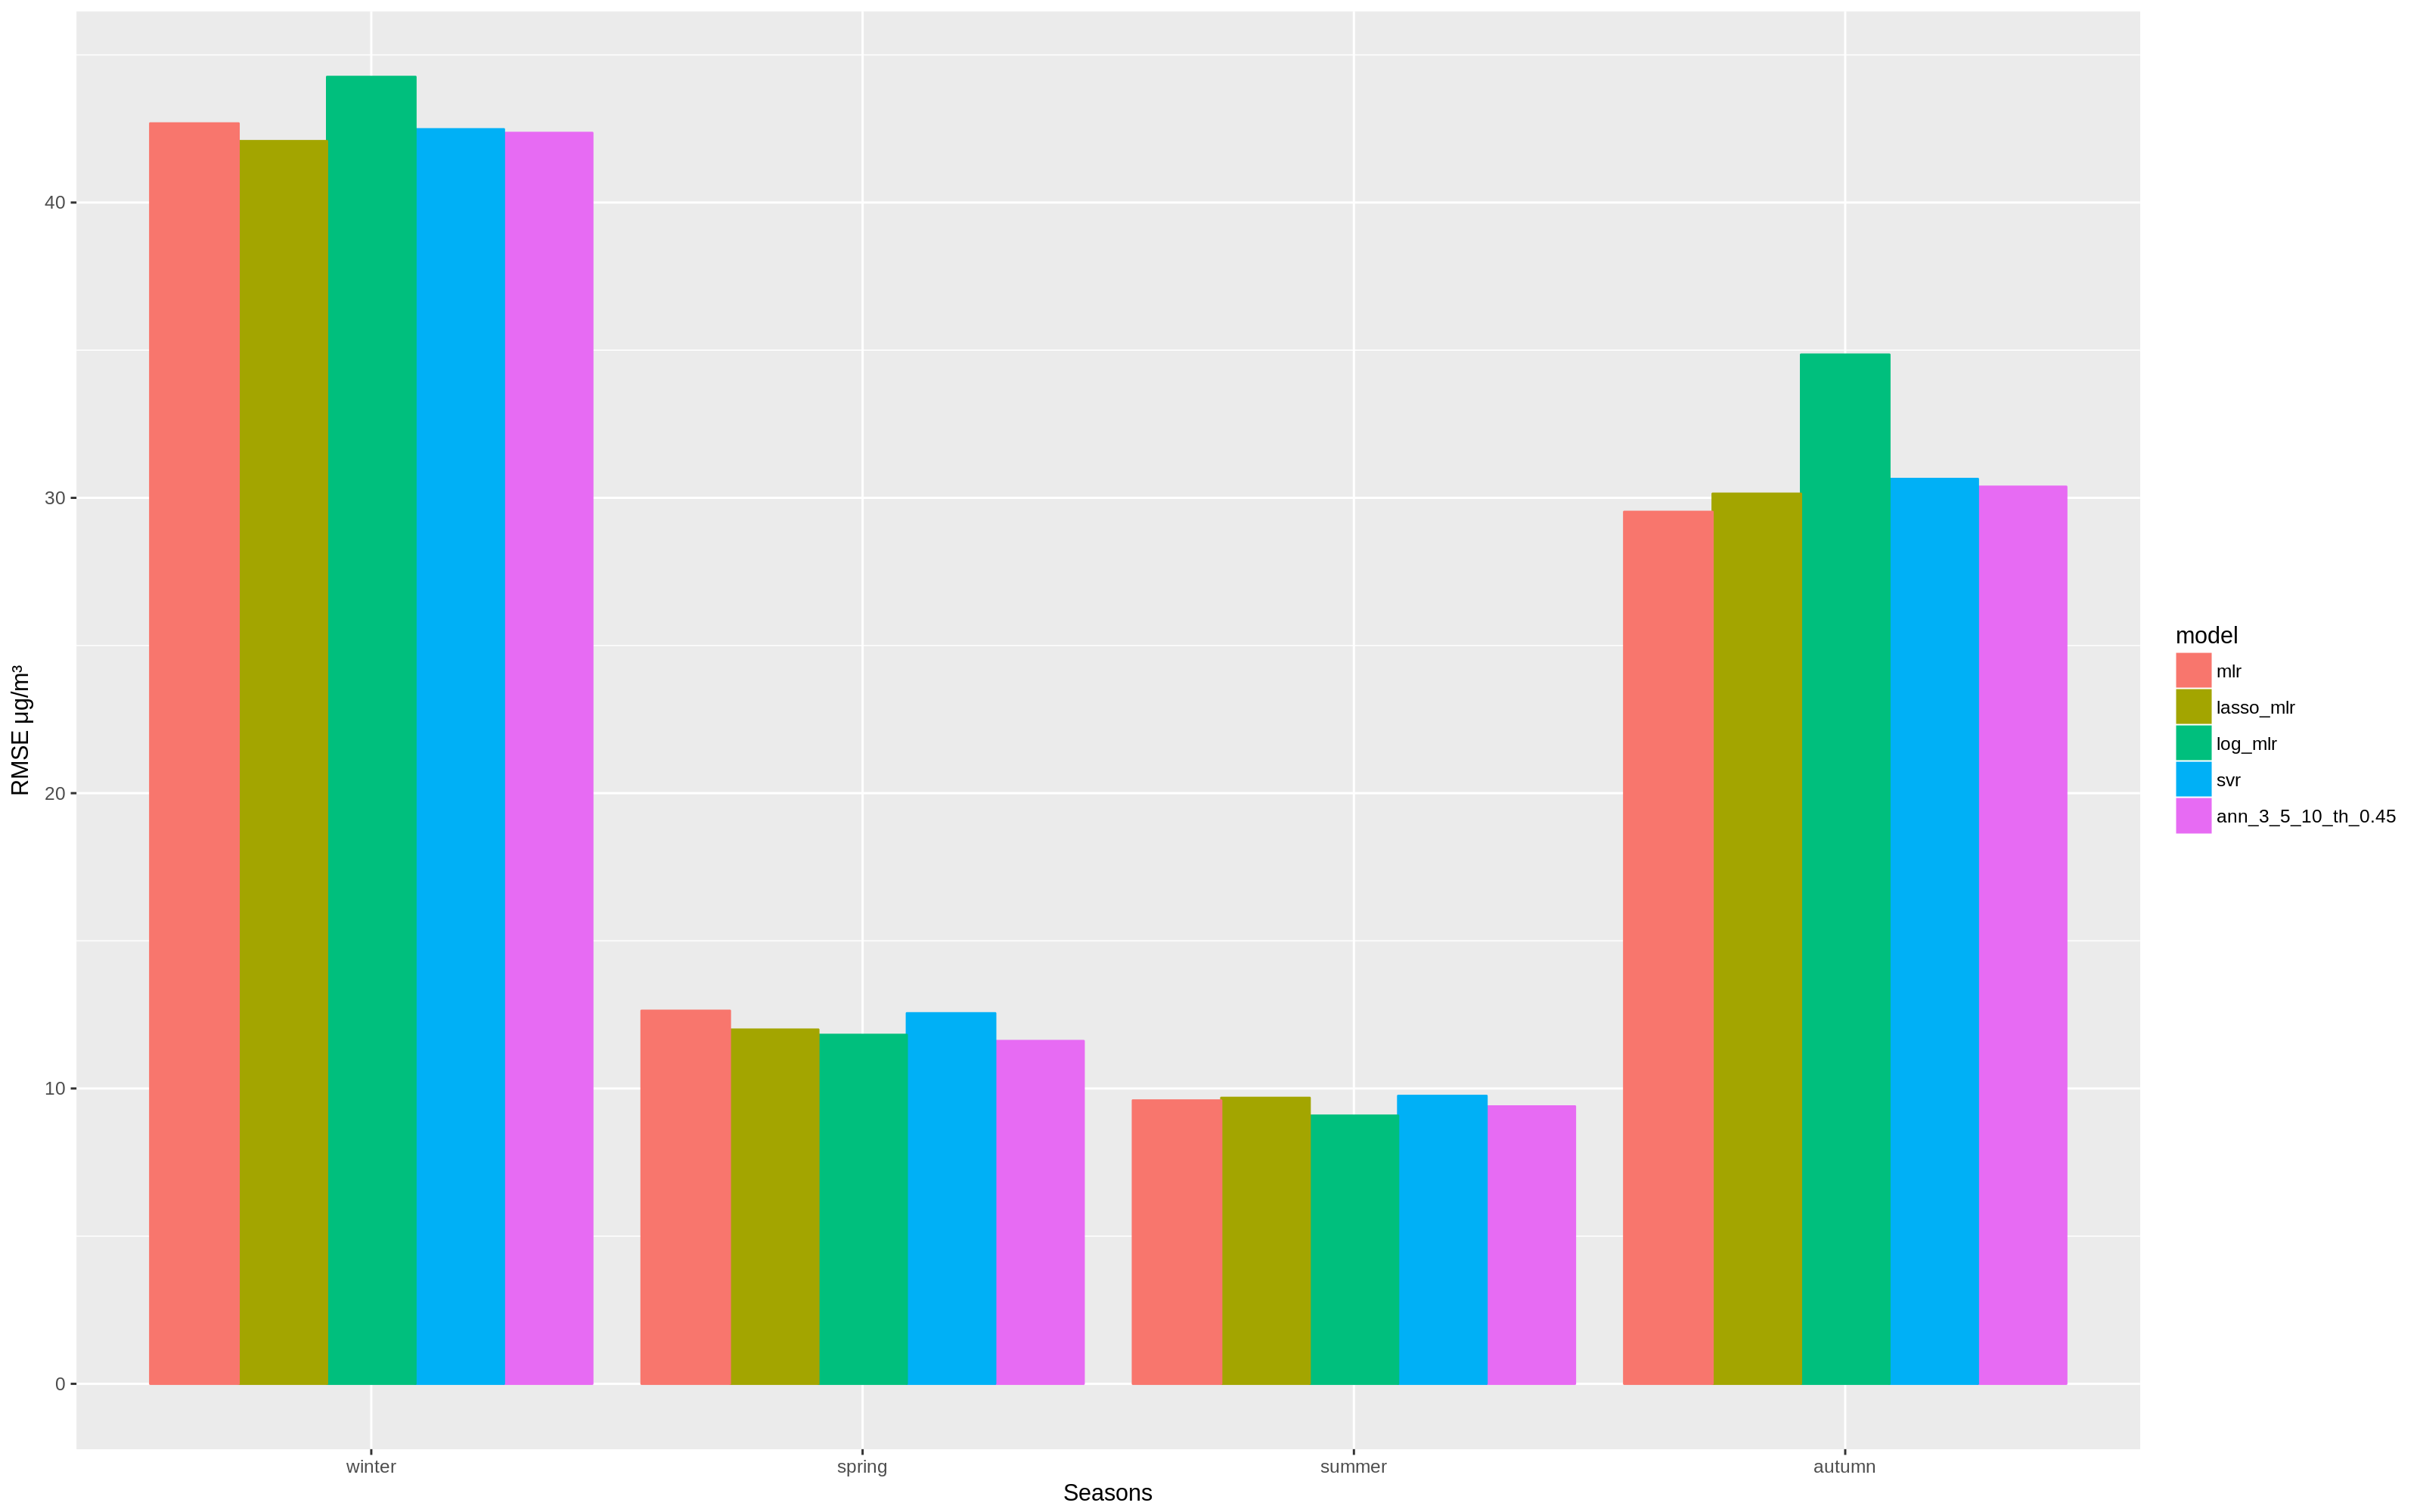 40
30
20
10
0
RMSE μg/m³
winter
spring
summer
autumn
Seasons
model
mlr
lasso_mlr
log_mlr
svr
ann_3_5_10_th_0.45